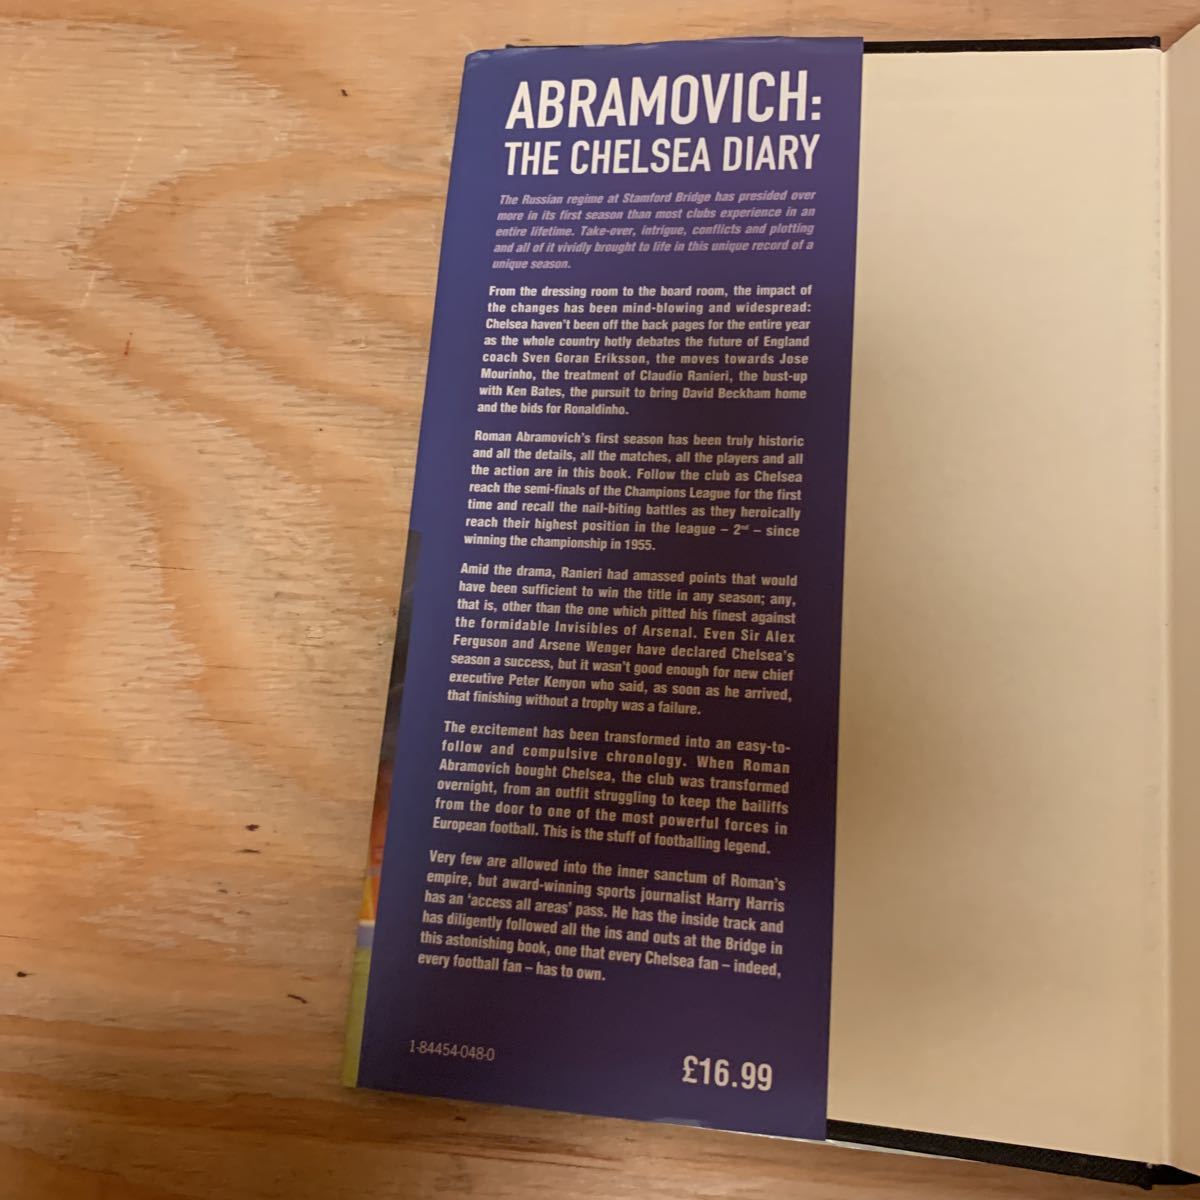 ABRAMOVICH:
THE CHELSEA DIARY
The Russian regime at Stamford Bridge has presided over
more in its first season than most clubs experience in an
entire lifetime. Take-over, intrigue, conflicts and plotting
and all of it vividly brought to life in this unique record of a
unique season.
From the dressing room to the board room, the impact of
the changes has been mind-blowing and widespread:
Chelsea haven't been off the back pages for the entire year
as the whole country hotly debates the future of England
coach Sven Goran Eriksson, the moves towards Jose
Mourinho, the treatment of Claudio Ranieri, the bust-up
with Ken Bates, the pursuit to bring David Beckham home
and the bids for Ronaldinho.
Roman Abramovich's first season has been truly historic
and all the details, all the matches, all the players and all
the action are in this book. Follow the club as Chelsea
reach the semi-finals of the Champions League for the first
time and recall the nail-biting battles as they heroically
reach their highest position in the league – 2nd – since
winning the championship in 1955.
Amid the drama, Ranieri had amassed points that would
have been sufficient to win the title in any season; any,
that is, other than the one which pitted his finest against
the formidable Invisibles of Arsenal. Even Sir Alex
Ferguson and Arsene Wenger have declared Chelsea's
season a success, but it wasn't good enough for new chief
executive Peter Kenyon who said, as soon as he arrived,
that finishing without a trophy was a failure.
The excitement has been transformed into an easy-to-
follow and compulsive chronology. When Roman
Abramovich bought Chelsea, the club was transformed
overnight, from an outfit struggling to keep the bailiffs
from the door to one of the most powerful forces in
European football. This is the stuff of footballing legend.
Very few are allowed into the inner sanctum of Roman's
empire, but award-winning sports journalist Harry Harris
has an 'access all areas' pass. He has the inside track and
has diligently followed all the ins and outs at the Bridge in
this astonishing book, one that every Chelsea fan – indeed,
every football fan – has to own.
1-84454-048-0
£16.99